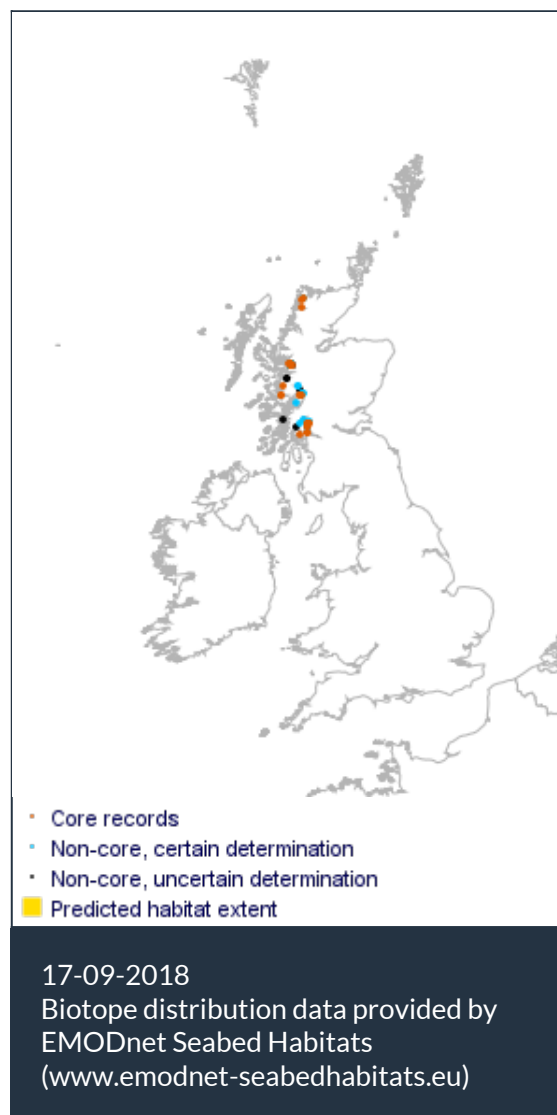 Core records
Non-core, certain determination
Non-core, uncertain determination
Predicted habitat extent
17-09-2018
Biotope distribution data provided by
EMODnet Seabed Habitats
(www.emodnet-seabedhabitats.eu)